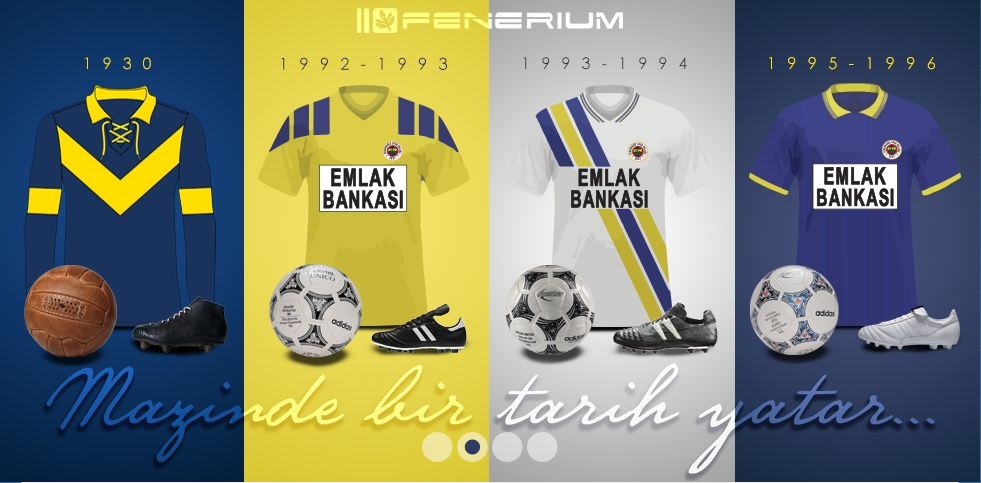 FENERIUM
1930
1992-1993
1993-1994
1995-1996
EMLAK
BANKASI
EMLAK
BANKASI
EMLAK
BANKASI
UNICO
adidas
adidas
adidas
Mazinde bir tarih yatar...